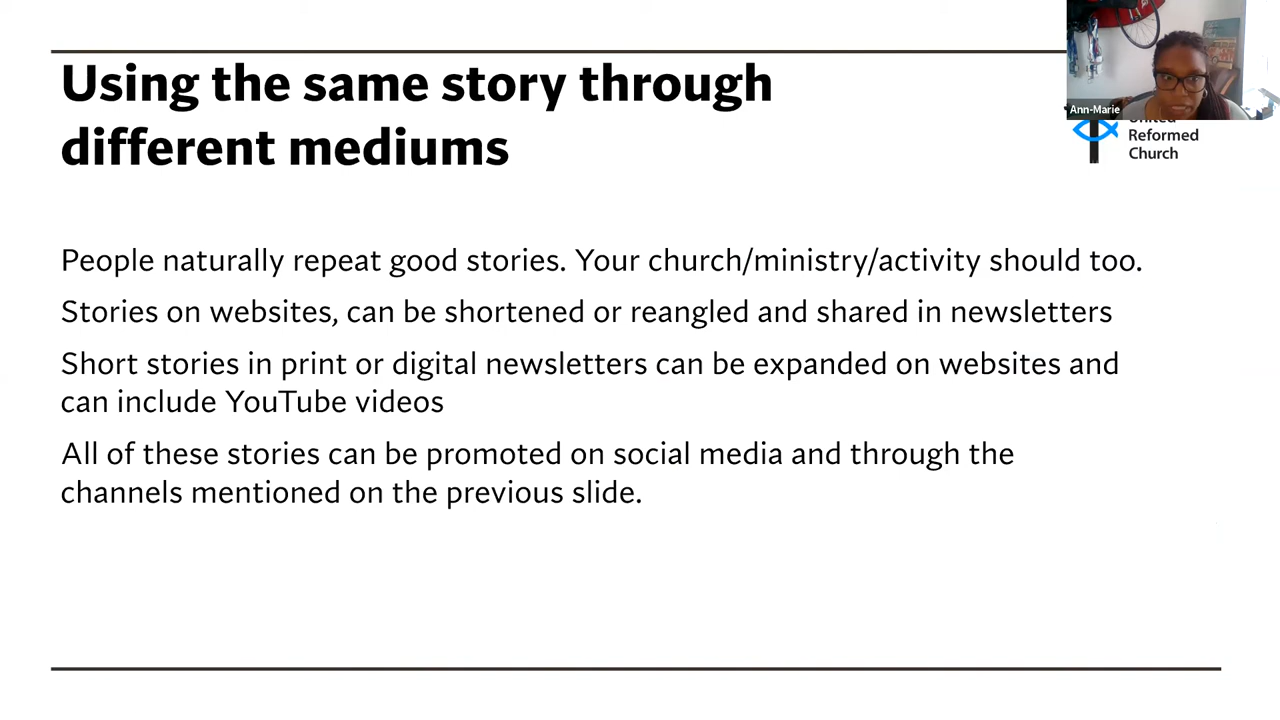 Using the same story through
different mediums
Ann-Marie
United
Reformed
Church
People naturally repeat good stories. Your church/ministry/activity should too.
Stories on websites, can be shortened or reangled and shared in newsletters
Short stories in print or digital newsletters can be expanded on websites and
can include YouTube videos
All of these stories can be promoted on social media and through the
channels mentioned on the previous slide.